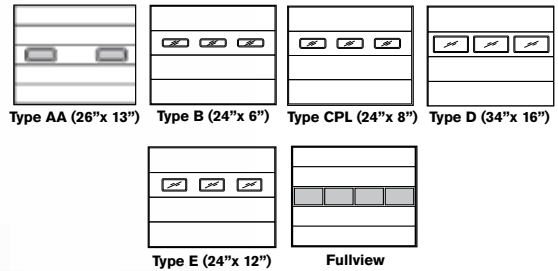 Type AA (26”x 13”) Type B (24”x 6”) Type CPL (24”x 8”) Type D (34”x 16”)
Type E (24”x 12”) Fullview